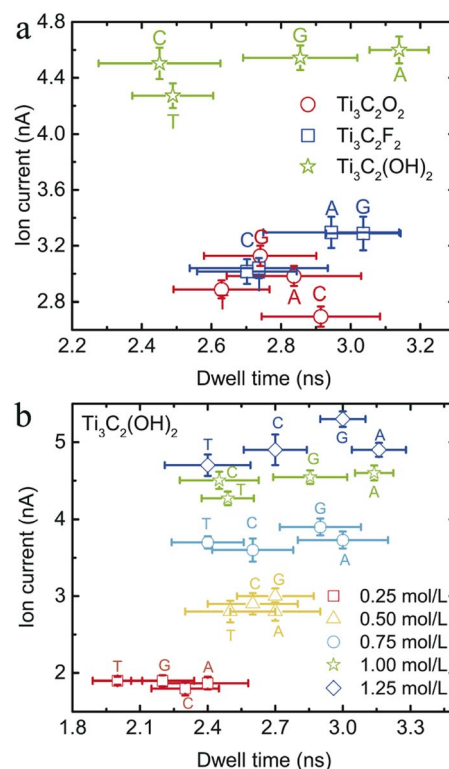 a
4.8
4.4
4.0
3.6
3.2
2.8
Ion current (nA)
C
G
A
T
Ti3C2O2
Ti3C2F2
Ti3C2(OH)2
A
G
C
G
T
A
C
2.2
2.4
2.6
2.8
3.0
3.2
Dwell time (ns)
b
Ti3C2(OH)2
5
4
3
2
Ion current (nA)
T
C
G
A
C
T
G
A
T
C
G
A
C
G
T
A
T
G
A
C
0.25 mol/L
0.50 mol/L
0.75 mol/L
1.00 mol/L
1.25 mol/L
1.8
2.1
2.4
2.7
3.0
3.3
Dwell time (ns)